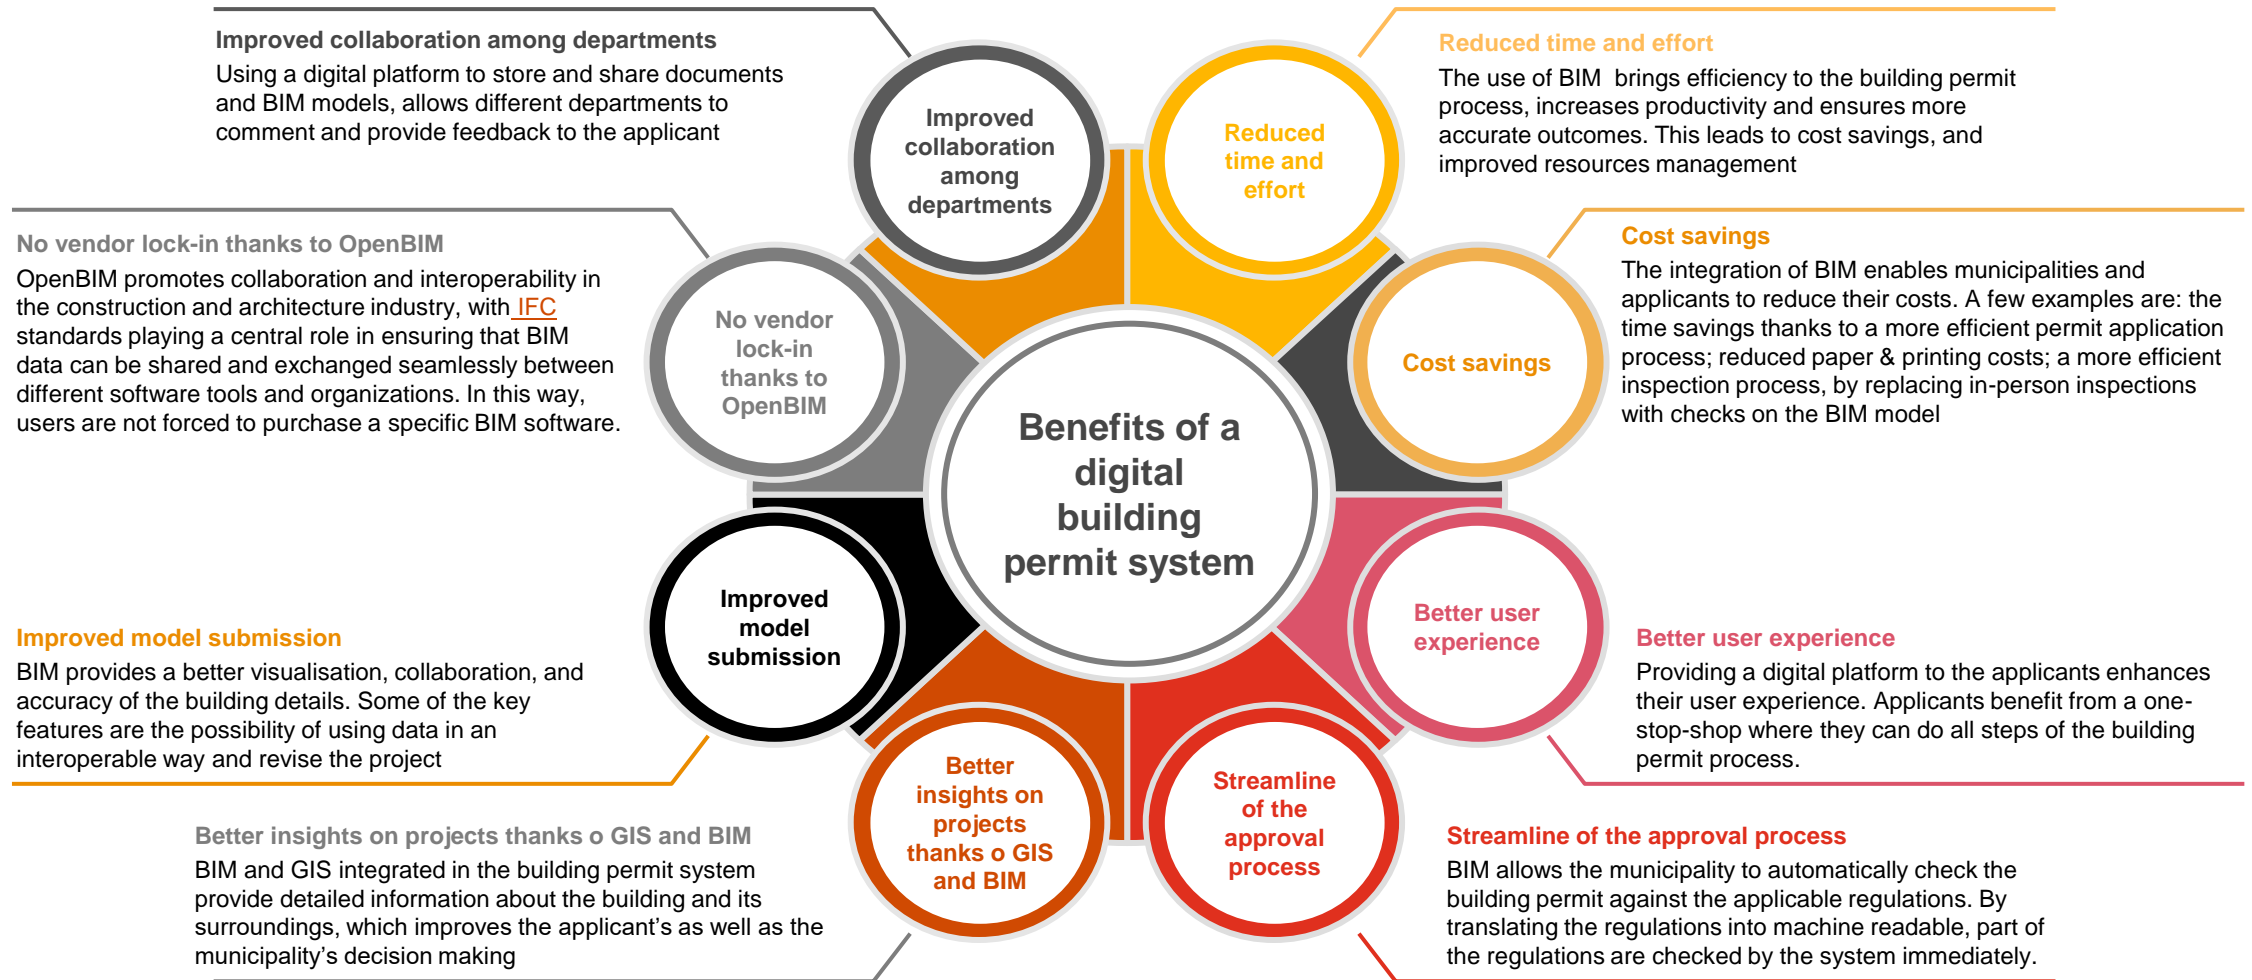 Improved collaboration among departments
Using a digital platform to store and share documents
and BIM models, allows different departments to
comment and provide feedback to the applicant
Reduced time and effort
The use of BIM  brings efficiency to the building permit
process, increases productivity and ensures more
accurate outcomes. This leads to cost savings, and
improved resources management
No vendor lock-in thanks to OpenBIM
OpenBIM promotes collaboration and interoperability in
the construction and architecture industry, with IFC
standards playing a central role in ensuring that BIM
data can be shared and exchanged seamlessly between
different software tools and organizations. In this way,
users are not forced to purchase a specific BIM software.
Cost savings
The integration of BIM enables municipalities and
applicants to reduce their costs. A few examples are: the
time savings thanks to a more efficient permit application
process; reduced paper & printing costs; a more efficient
inspection process, by replacing in-person inspections
with checks on the BIM model
Improved
collaboration
among
departments
Reduced
time and
effort
No vendor
lock-in
thanks to
OpenBIM
Cost savings
Benefits of a
digital
building
permit system
Improved
model
submission
Better user
experience
Better
insights on
projects
thanks o GIS
and BIM
Streamline
of the
approval
process
Improved model submission
BIM provides a better visualisation, collaboration, and
accuracy of the building details. Some of the key
features are the possibility of using data in an
interoperable way and revise the project
Better user experience
Providing a digital platform to the applicants enhances
their user experience. Applicants benefit from a one-
stop-shop where they can do all steps of the building
permit process.
Better insights on projects thanks o GIS and BIM
BIM and GIS integrated in the building permit system
provide detailed information about the building and its
surroundings, which improves the applicant’s as well as the
municipality’s decision making
Streamline of the approval process
BIM allows the municipality to automatically check the
building permit against the applicable regulations. By
translating the regulations into machine readable, part of
the regulations are checked by the system immediately.